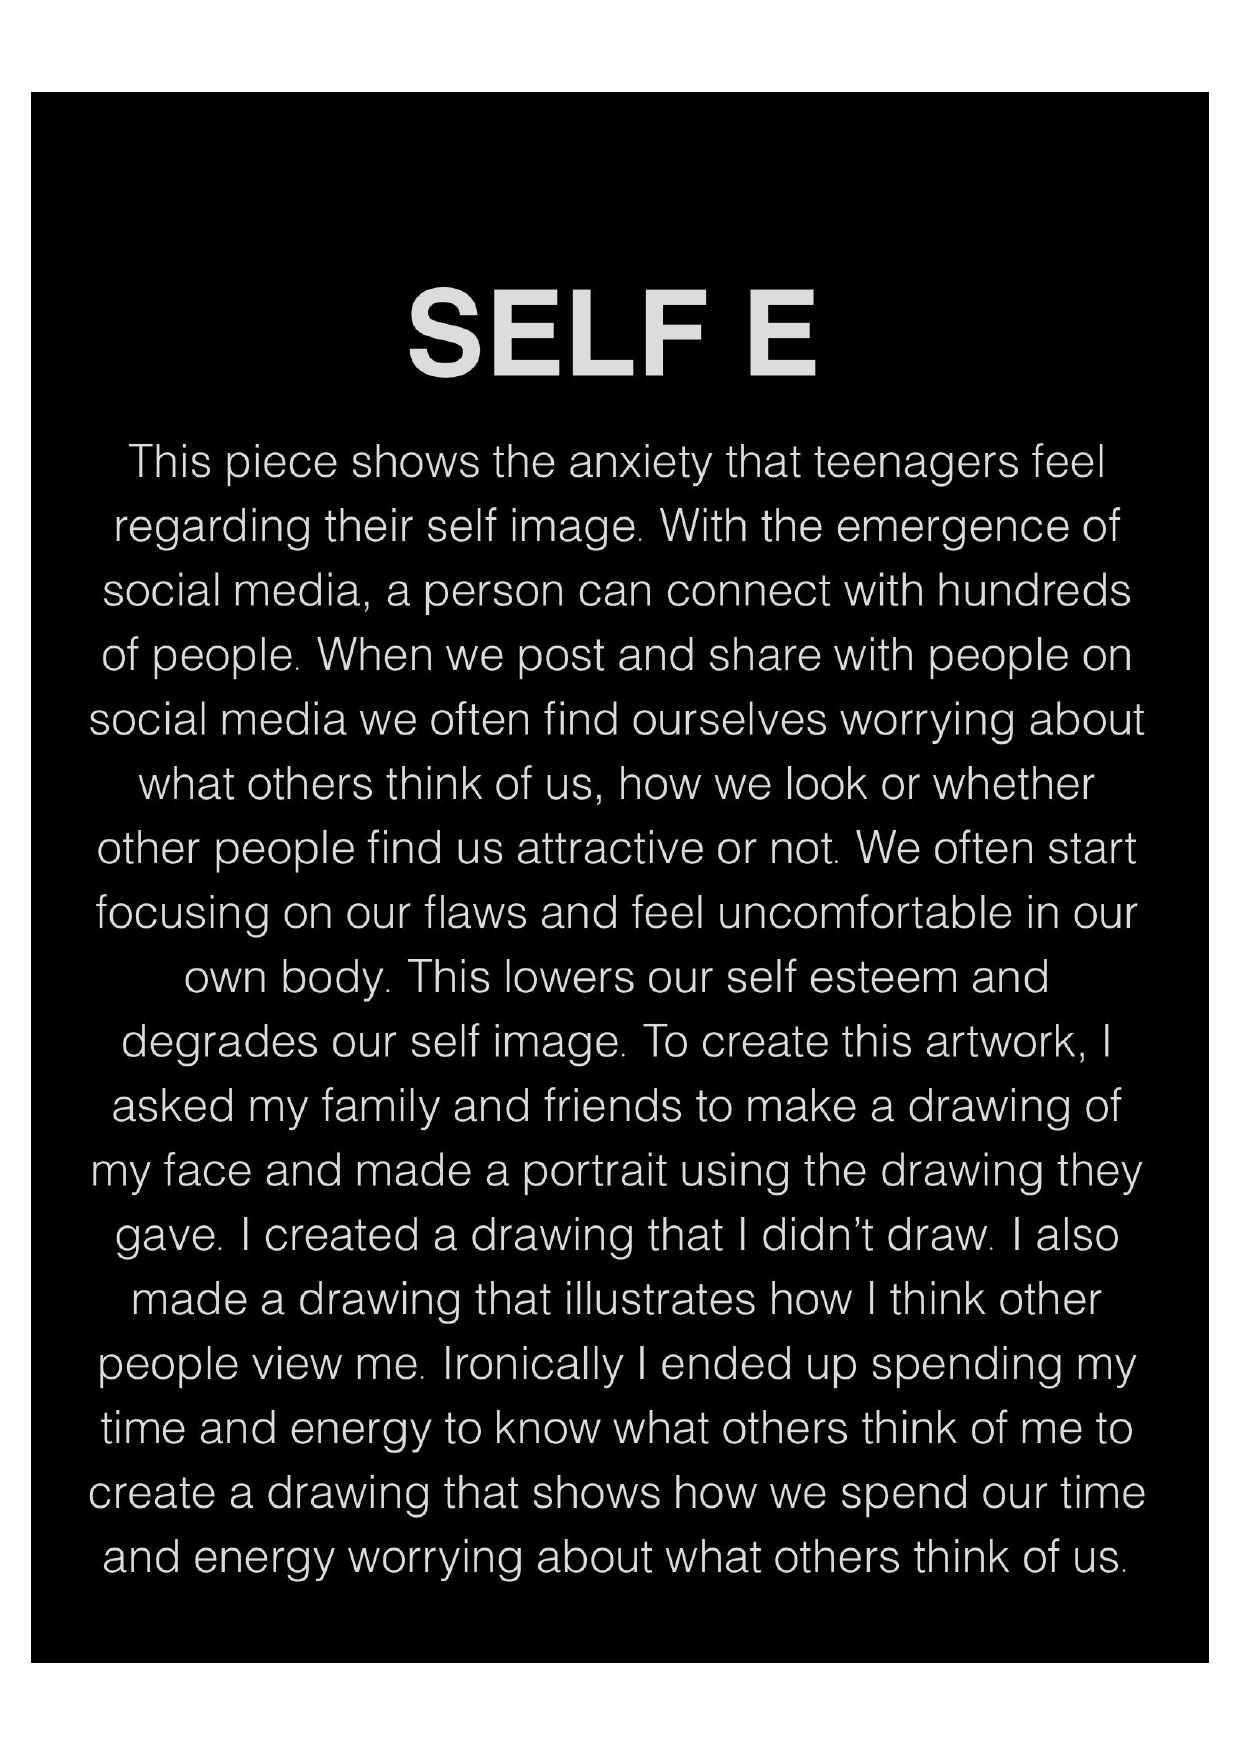 SELF E
This piece shows the anxiety that teenagers feel
regarding their self image. With the emergence of
social media, a person can connect with hundreds
of people. When we post and share with people on
social media we often find ourselves worrying about
what others think of us, how we look or whether
other people find us attractive or not. We often start
focusing on our flaws and feel uncomfortable in our
own body. This lowers our self esteem and
degrades our self image. To create this artwork, I
asked my family and friends to make a drawing of
my face and made a portrait using the drawing they
gave. I created a drawing that I didn’t draw. I also
made a drawing that illustrates how I think other
people view me. Ironically I ended up spending my
time and energy to know what others think of me to
create a drawing that shows how we spend our time
and energy worrying about what others think of us.